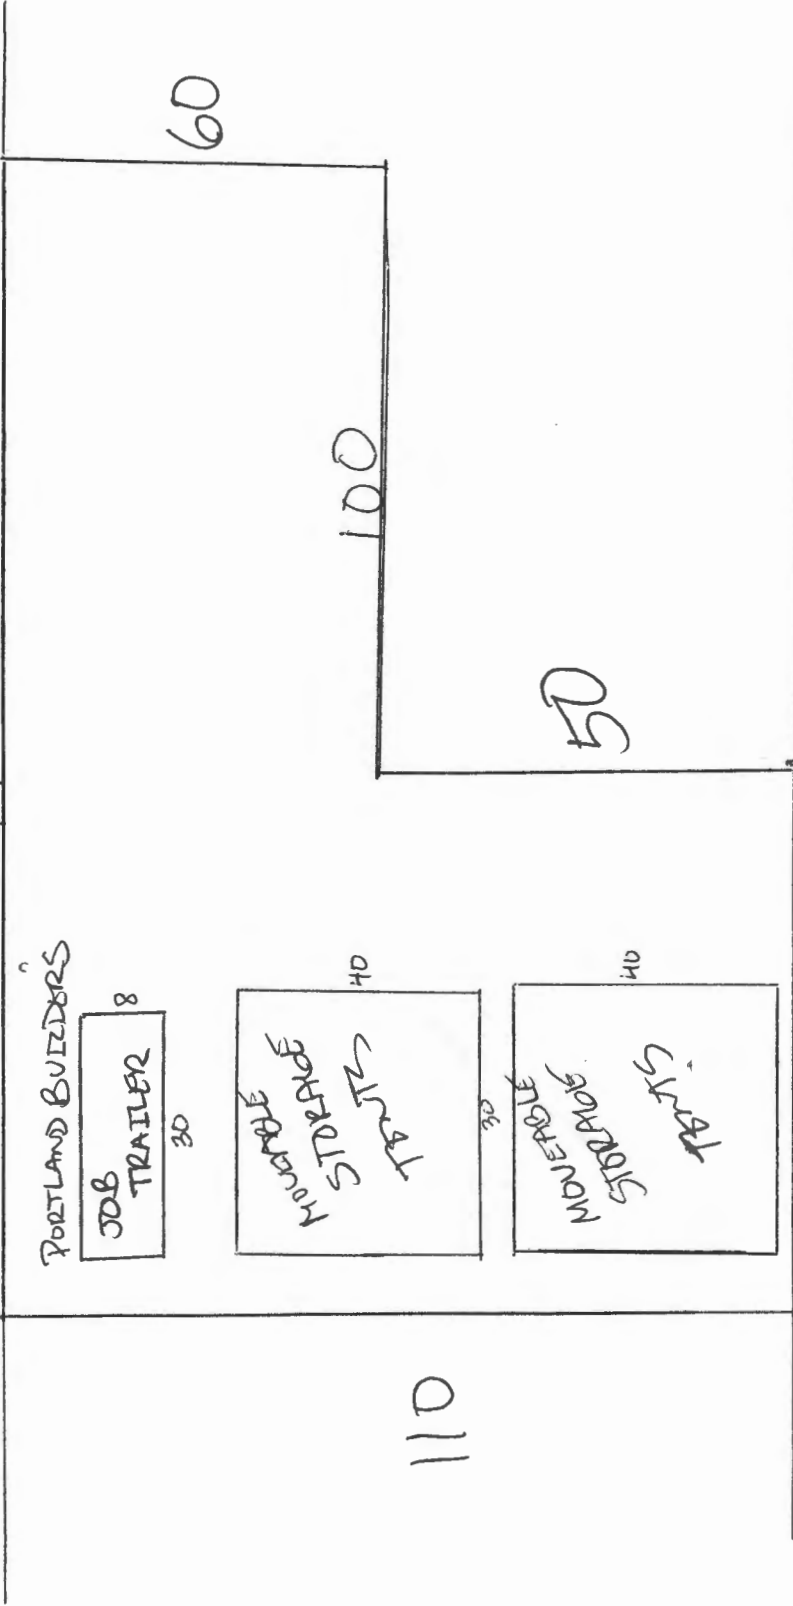 PORTLAND BUILDERS
JOB
TRAILER
8
30
MOVEABLE
STORAGE
TENTS
40
30
MOVEABLE
STORAGE
TENTS
40
110
50
100
60